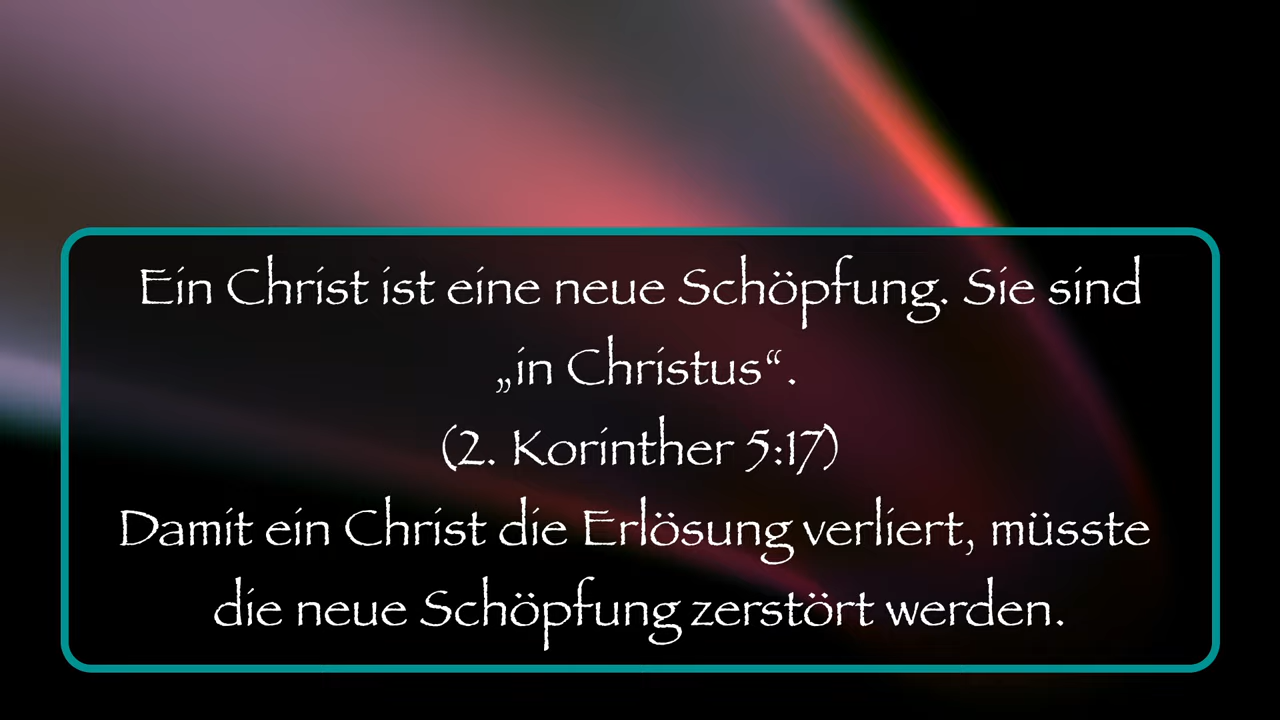 Ein Christ ist eine neue Schöpfung. Sie sind
„in Christus“.
(2. Korinther 5:17)
Damit ein Christ die Erlösung verliert, müsste
die neue Schöpfung zerstört werden.